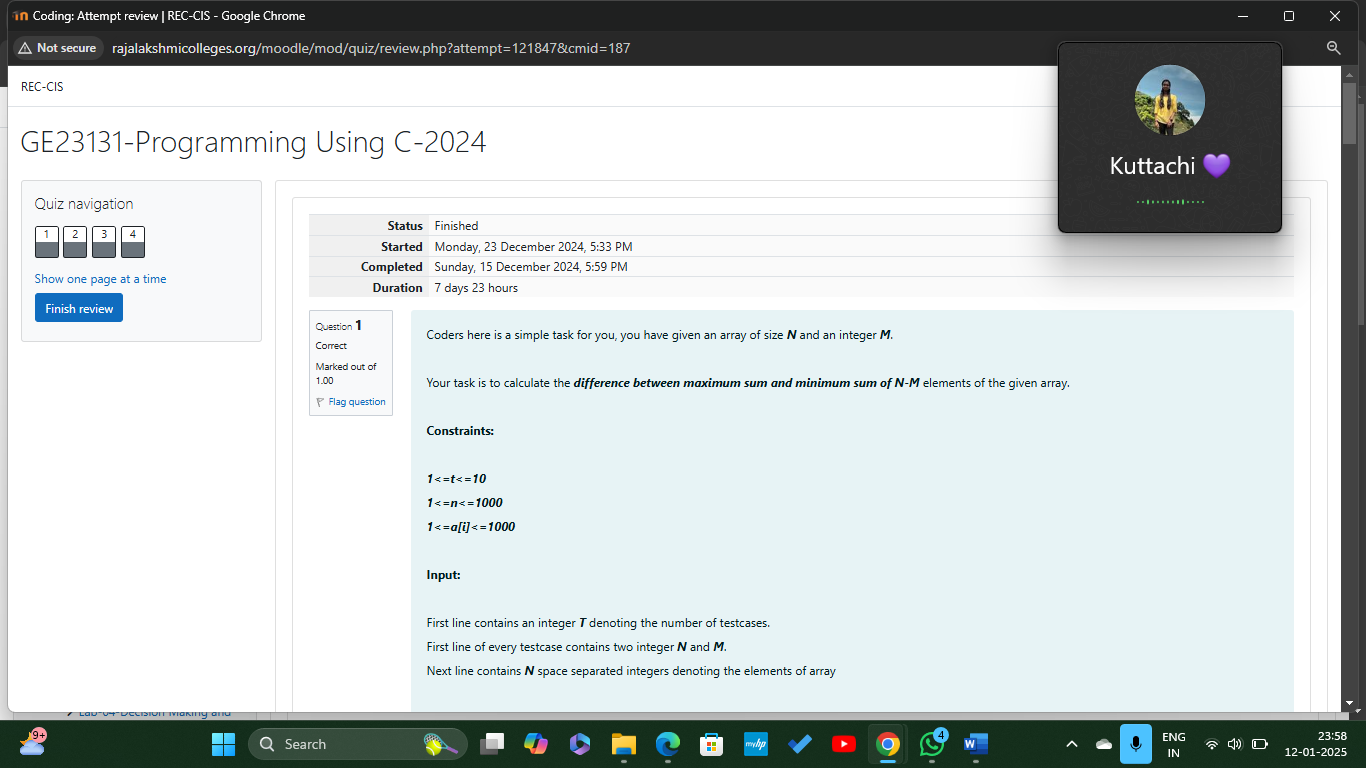 Coding: Attempt review | REC-CIS - Google Chrome
Not secure rajalakshmicolleges.org/moodle/mod/quiz/review.php?attempt=121847&cmid=187
REC-CIS
GE23131-Programming Using C-2024
Kuttachi 💜
Quiz navigation
1 2 3 4
Show one page at a time
Finish review
Status Finished
Started Monday, 23 December 2024, 5:33 PM
Completed Sunday, 15 December 2024, 5:59 PM
Duration 7 days 23 hours
Question 1
Correct
Marked out of
1.00
Flag question
Coders here is a simple task for you, you have given an array of size N and an integer M.
Your task is to calculate the difference between maximum sum and minimum sum of N-M elements of the given array.
Constraints:
1<=t<=10
1<=n<=1000
1<=a[i]<=1000
Input:
First line contains an integer T denoting the number of testcases.
First line of every testcase contains two integer N and M.
Next line contains N space separated integers denoting the elements of array
Lab-04-Decision Making and
9+
Search
myhp
4
ENG
IN
23:58
12-01-2025